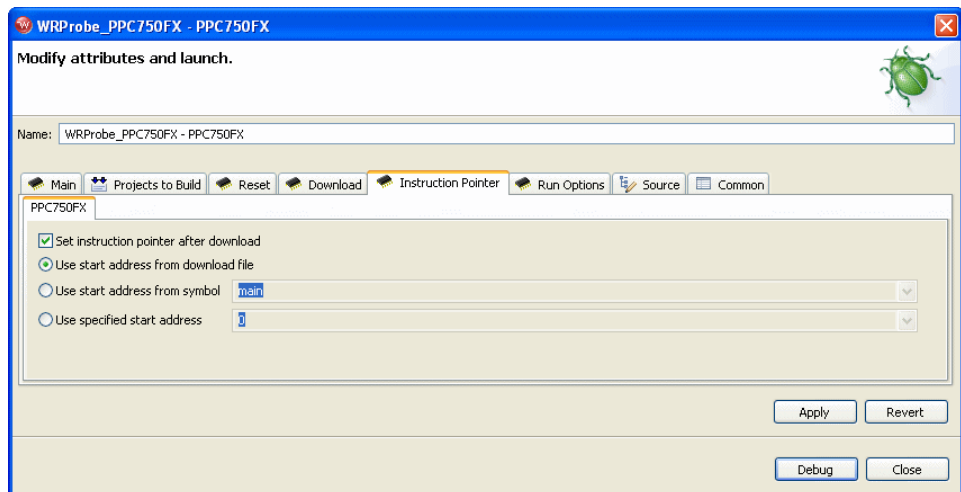 WRProbe_PPC750FX - PPC750FX
Modify attributes and launch.
Name: WRProbe_PPC750FX - PPC750FX
Main Projects to Build Reset Download Instruction Pointer Run Options Source Common
PPC750FX
Set instruction pointer after download
Use start address from download file
Use start address from symbol main
Use specified start address 0
Apply Revert
Debug Close